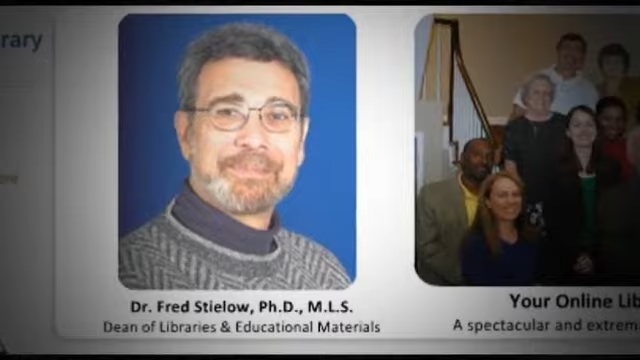 rary
Dr. Fred Stielow, Ph.D., M.L.S.
Dean of Libraries & Educational Materials
Your Online Lib
A spectacular and extrem